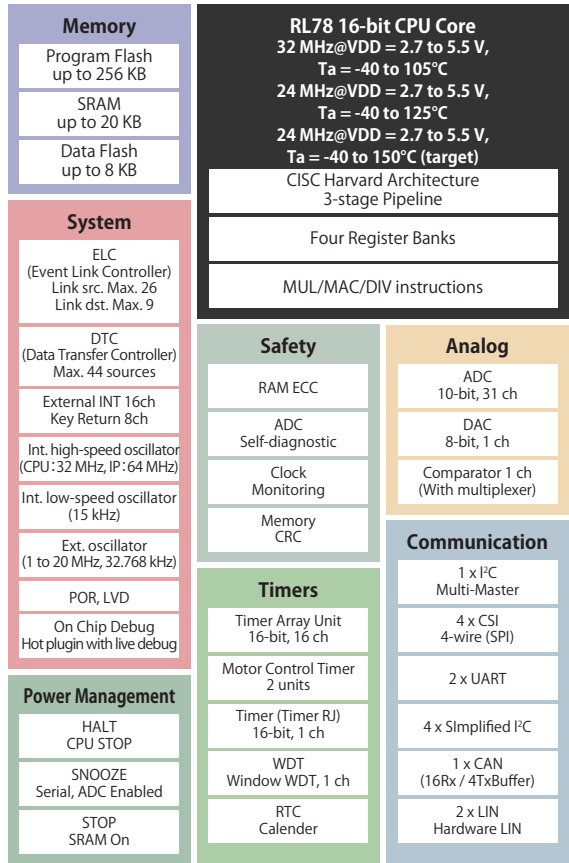 Memory
Program Flash
up to 256 KB
SRAM
up to 20 KB
Data Flash
up to 8 KB
System
ELC
(Event Link Controller)
Link src. Max. 26
Link dst. Max. 9
DTC
(Data Transfer Controller)
Max. 44 sources
External INT 16ch
Key Return 8ch
Int. high-speed oscillator
(CPU:32 MHz, IP:64 MHz)
Int. low-speed oscillator
(15 kHz)
Ext. oscillator
(1 to 20 MHz, 32.768 kHz)
POR, LVD
On Chip Debug
Hot plugin with live debug
Power Management
HALT
CPU STOP
SNOOZE
Serial, ADC Enabled
STOP
SRAM On
RL78 16-bit CPU Core
32 MHz@VDD = 2.7 to 5.5 V,
Ta = -40 to 105°C
24 MHz@VDD = 2.7 to 5.5 V,
Ta = -40 to 125°C
24 MHz@VDD = 2.7 to 5.5 V,
Ta = -40 to 150°C (target)
CISC Harvard Architecture
3-stage Pipeline
Four Register Banks
MUL/MAC/DIV instructions
Safety
RAM ECC
ADC
Self-diagnostic
Clock
Monitoring
Memory
CRC
Timers
Timer Array Unit
16-bit, 16 ch
Motor Control Timer
2 units
Timer (Timer RJ)
16-bit, 1 ch
WDT
Window WDT, 1 ch
RTC
Calender
Analog
ADC
10-bit, 31 ch
DAC
8-bit, 1 ch
Comparator 1 ch
(With multiplexer)
Communication
1 x I²C
Multi-Master
4 x CSI
4-wire (SPI)
2 x UART
4 x SImplified I²C
1 x CAN
(16Rx / 4TxBuffer)
2 x LIN
Hardware LIN